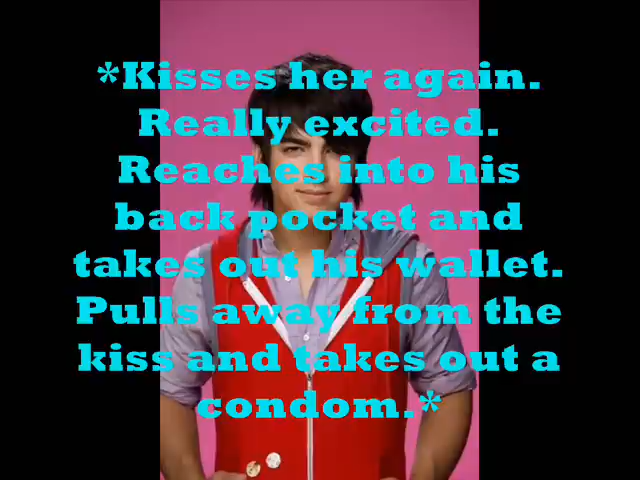 *Kisses her again.
Really excited.
Reaches into his
back pocket and
takes out his wallet.
Pulls away from the
kiss and takes out a
condom.*